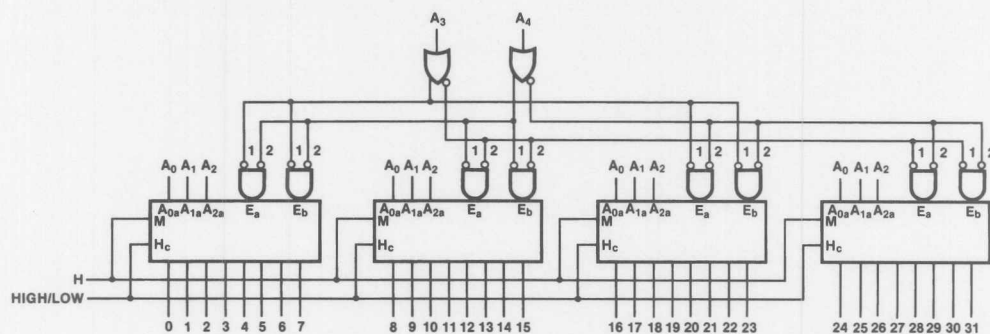 A3 A4
1 2 1 2 1 2 1 2 1 2 1 2 1 2 1 2
A0 A1 A2 A0 A1 A2 A0 A1 A2 A0 A1 A2
A0a A1a A2a Ea Eb A0a A1a A2a Ea Eb A0a A1a A2a Ea Eb A0a A1a A2a Ea Eb
M M M M
Hc Hc Hc Hc
H
HIGH/LOW
0 1 2 3 4 5 6 7 8 9 10 11 12 13 14 15 16 17 18 19 20 21 22 23 24 25 26 27 28 29 30 31